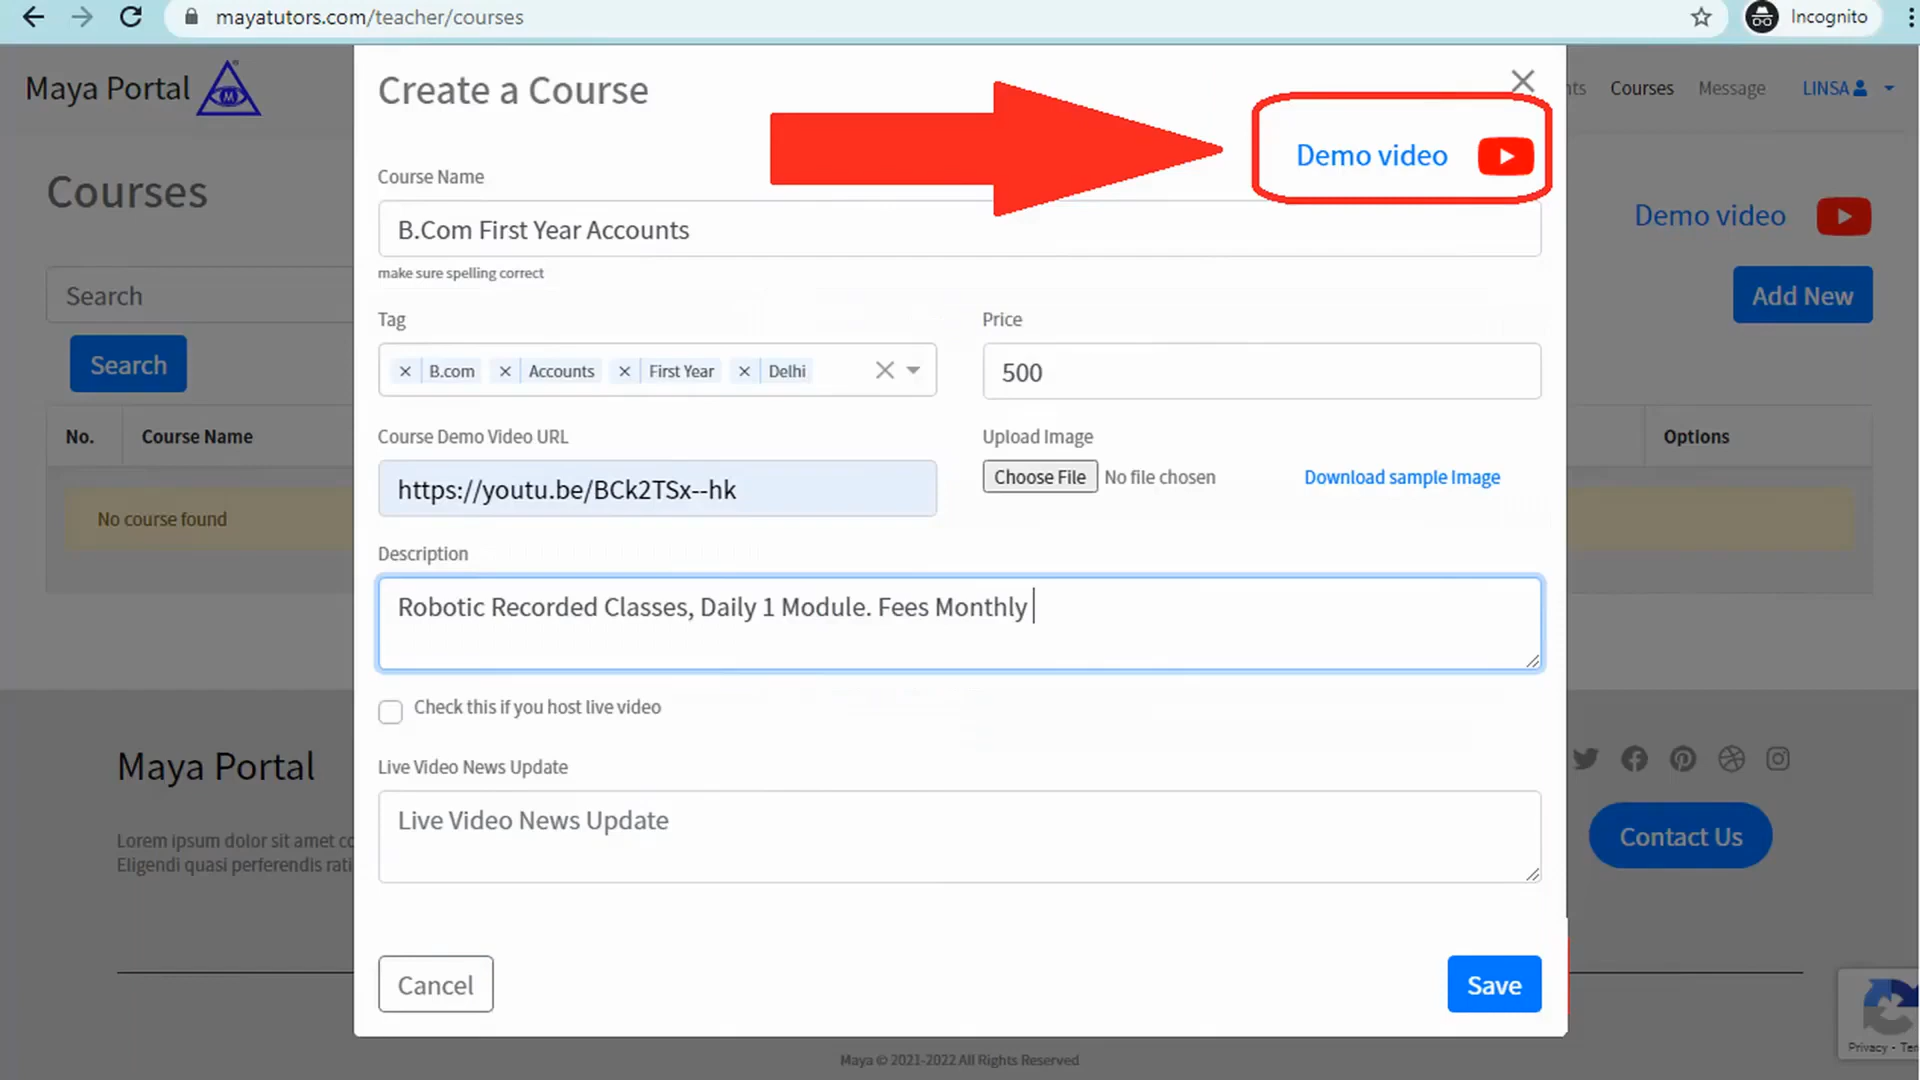 mayatutors.com/teacher/courses
Incognito
Maya Portal
M
Create a Course
nts
Courses
Message
LINSA
Demo video
Courses
Course Name
B.Com First Year Accounts
Demo video
make sure spelling correct
Search
Add New
Tag
Price
Search
× B.com × Accounts × First Year × Delhi
500
No.
Course Name
Course Demo Video URL
Upload Image
Options
https://youtu.be/BCk2TSx--hk
Choose File No file chosen
Download sample Image
No course found
Description
Robotic Recorded Classes, Daily 1 Module. Fees Monthly
Check this if you host live video
Maya Portal
Live Video News Update
Live Video News Update
Lorem ipsum dolor sit amet co
Eligendi quasi perferendis rati
Contact Us
Cancel
Save
Privacy - Ter
Maya © 2021-2022 All Rights Reserved